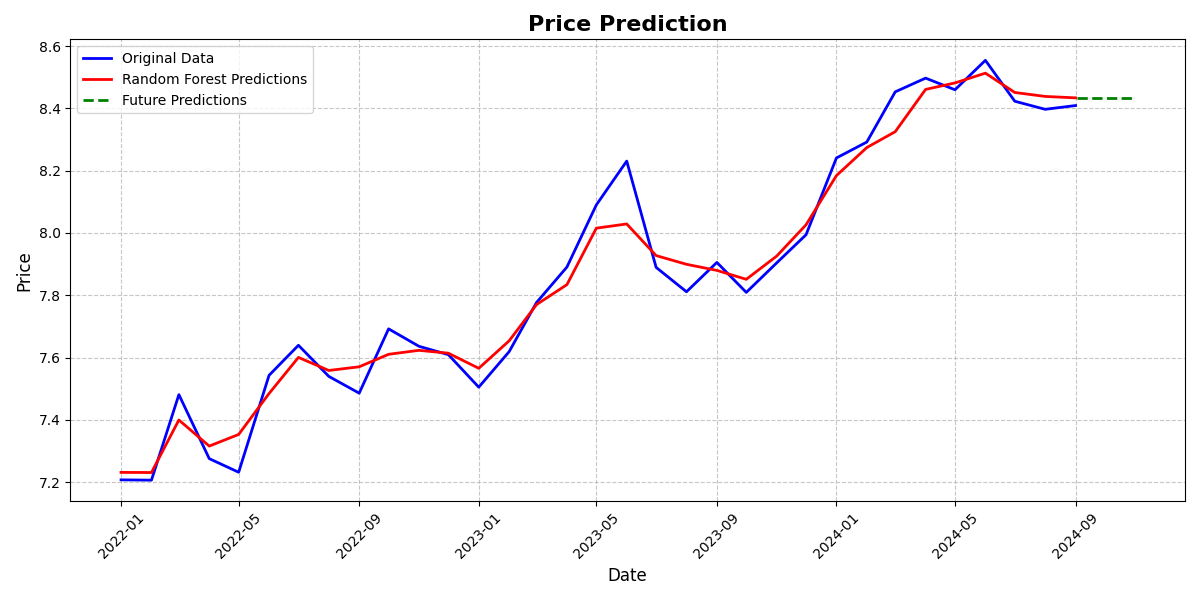 Price Prediction
Original Data
Random Forest Predictions
Future Predictions
Price
8.6
8.4
8.2
8.0
7.8
7.6
7.4
7.2
2022-01
2022-05
2022-09
2023-01
2023-05
2023-09
2024-01
2024-05
2024-09
Date